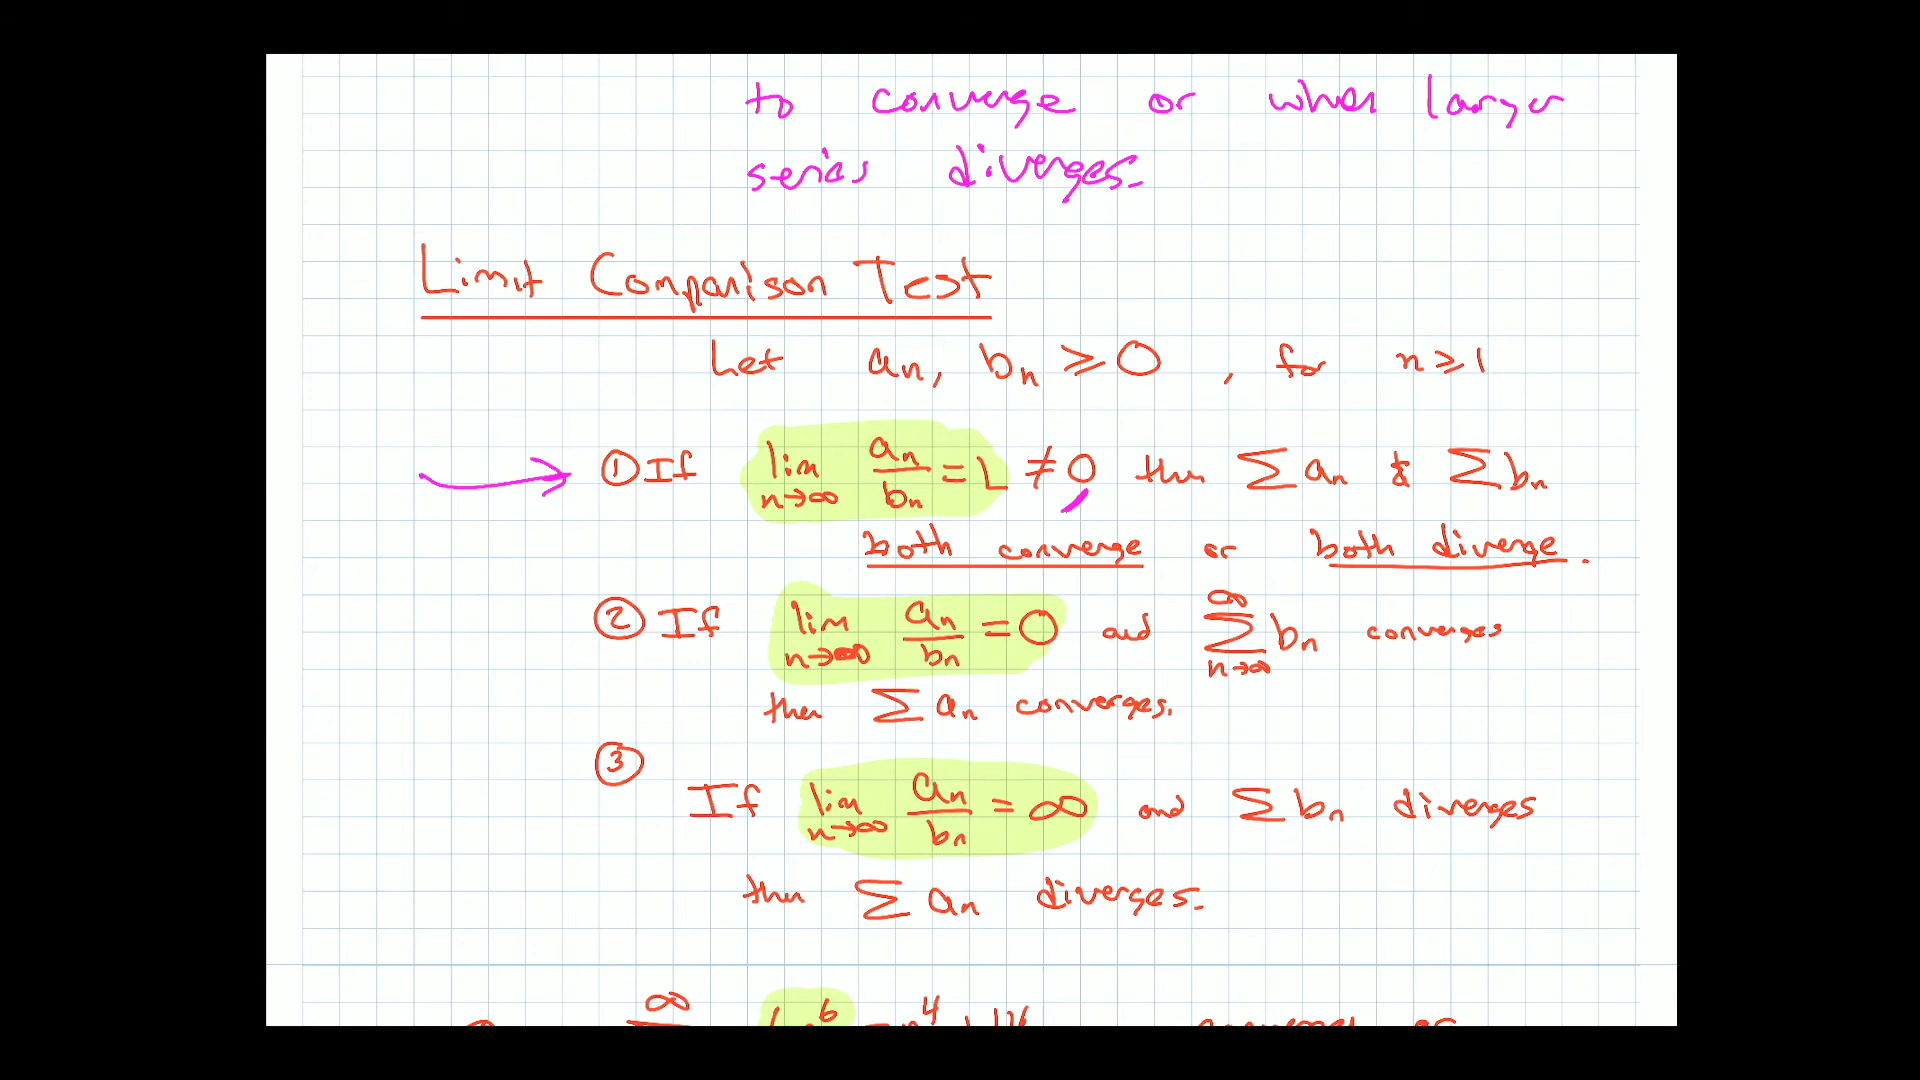 to converge or when larger
series diverges.
Limit Comparison Test
Let aₙ, bₙ ⩾ 0, for n ⩾ 1
① If lim n→∞ aₙ/bₙ = L ≠ 0, then ∑ aₙ & ∑ bₙ
both converge or both diverge.
② If lim n→∞ aₙ/bₙ = 0 and ∞ ∑ n→∞ bₙ converges
then ∑ aₙ converges.
③
If lim n→∞ aₙ/bₙ = ∞ and ∑ bₙ diverges
then ∑ aₙ diverges.